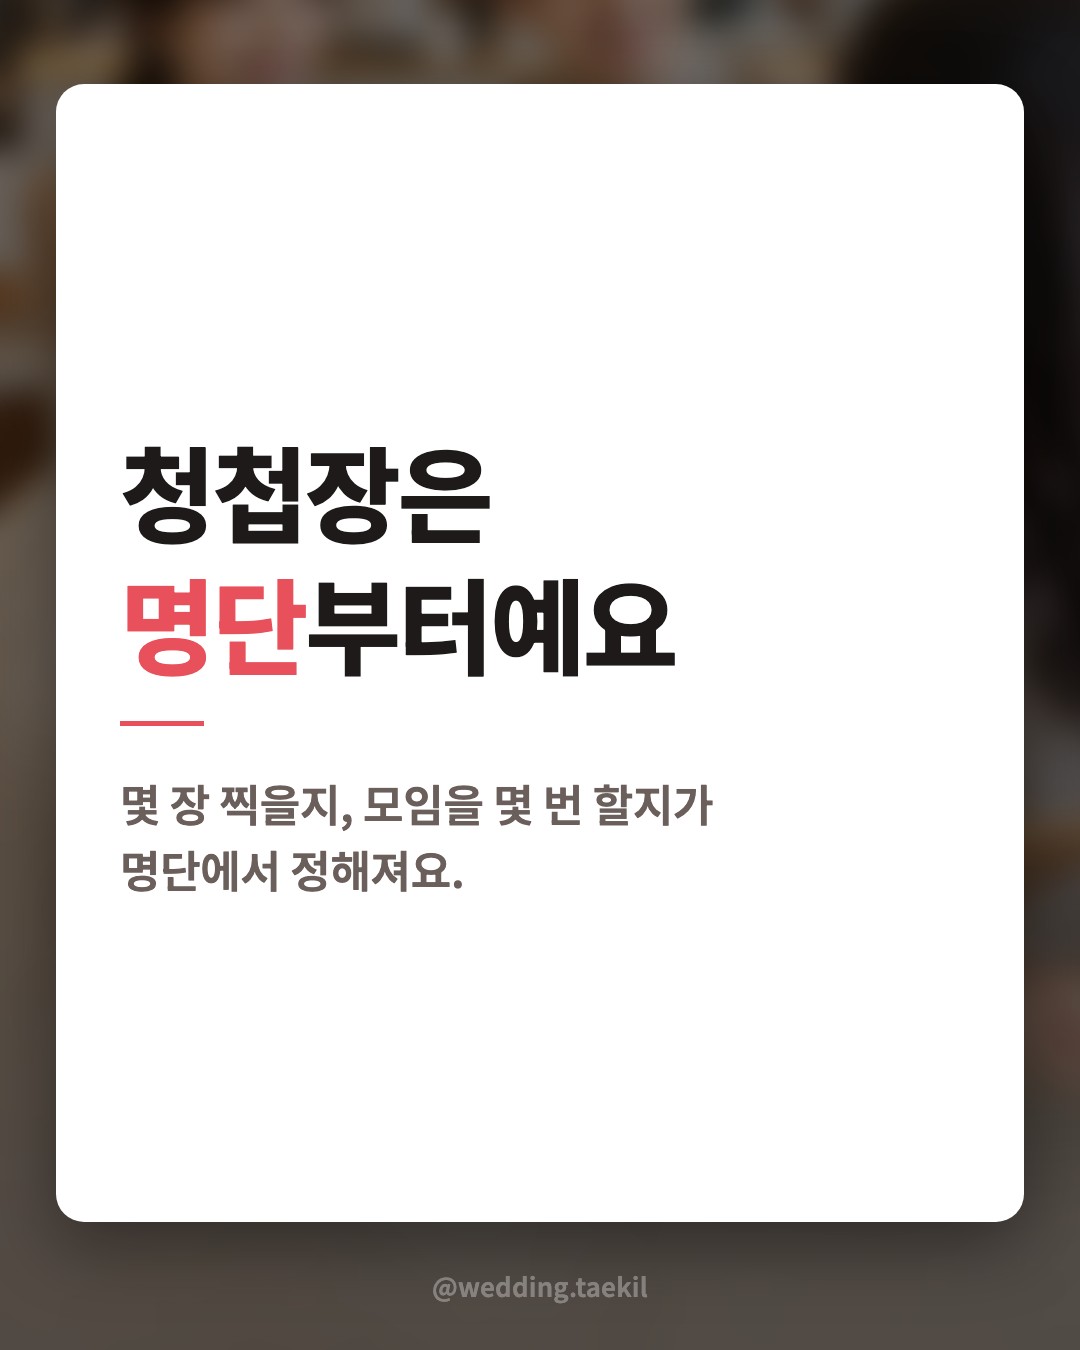 청첩장은
명단부터예요
몇 장 찍을지, 모임을 몇 번 할지가
명단에서 정해져요.
@wedding.taekil